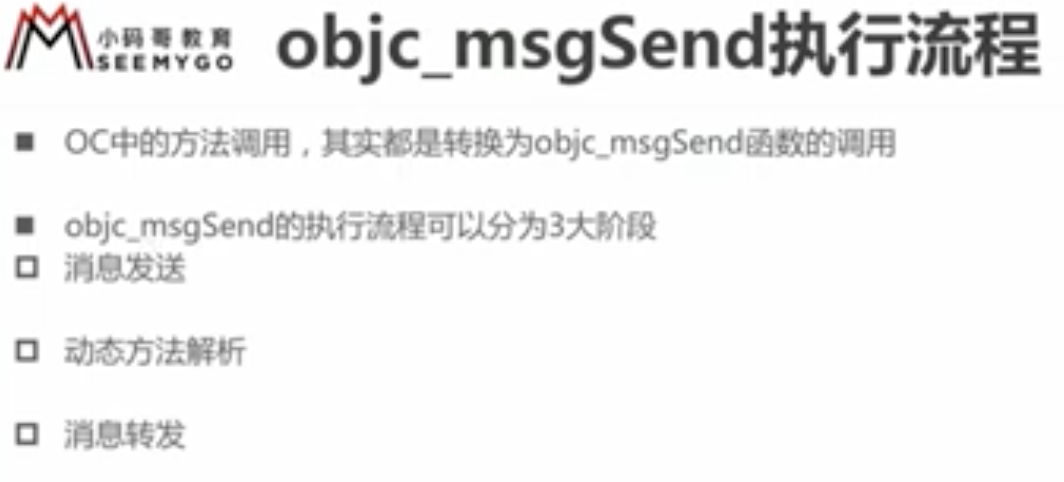 小码哥教育
SEEMYGO
objc_msgSend执行流程
OC中的方法调用，其实都是转换为objc_msgSend函数的调用
objc_msgSend的执行流程可以分为3大阶段
消息发送
动态方法解析
消息转发